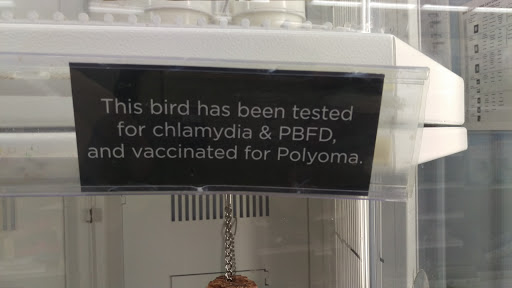 This bird has been tested
for chlamydia & PBFD,
and vaccinated for Polyoma.